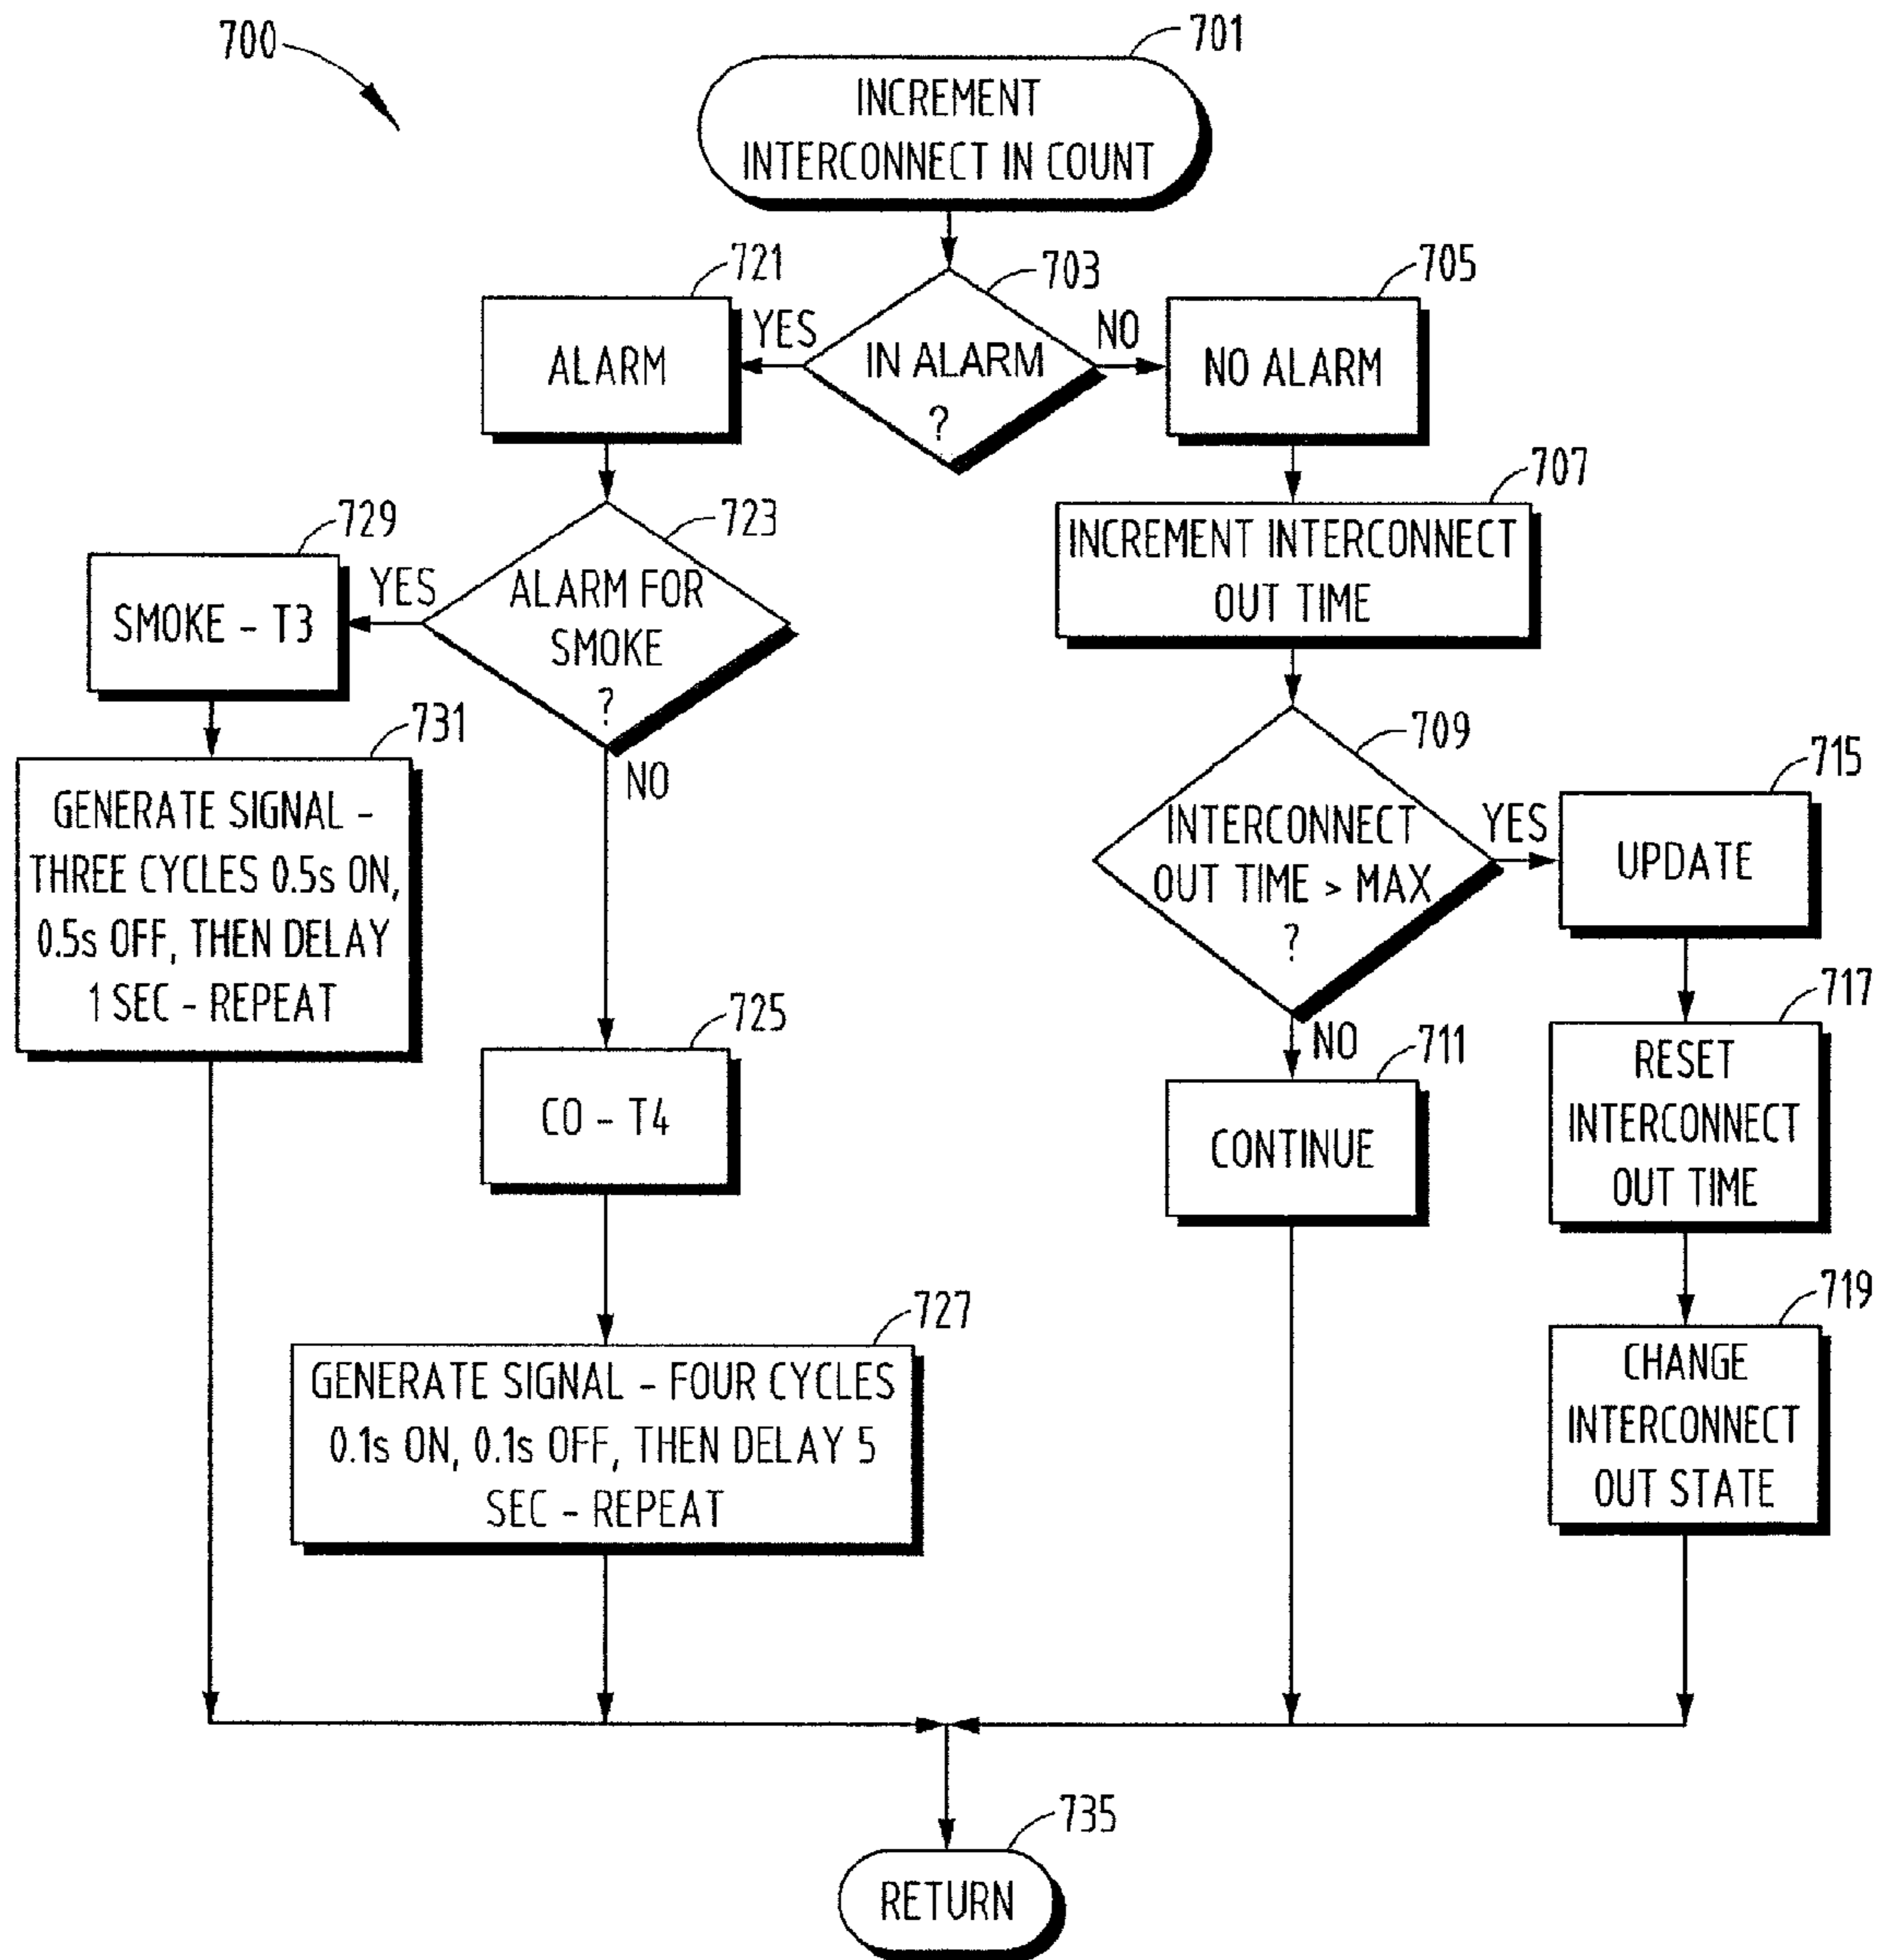 700
701
INCREMENT
INTERCONNECT IN COUNT
721
703
705
ALARM
YES
IN ALARM
?
NO
NO ALARM
707
INCREMENT INTERCONNECT
OUT TIME
729
723
SMOKE – T3
YES
ALARM FOR
SMOKE
?
NO
731
GENERATE SIGNAL –
THREE CYCLES 0.5s ON,
0.5s OFF, THEN DELAY
1 SEC – REPEAT
709
INTERCONNECT
OUT TIME > MAX
?
YES
NO
715
UPDATE
717
RESET
INTERCONNECT
OUT TIME
725
CO – T4
711
CONTINUE
719
CHANGE
INTERCONNECT
OUT STATE
727
GENERATE SIGNAL – FOUR CYCLES
0.1s ON, 0.1s OFF, THEN DELAY 5
SEC – REPEAT
735
RETURN